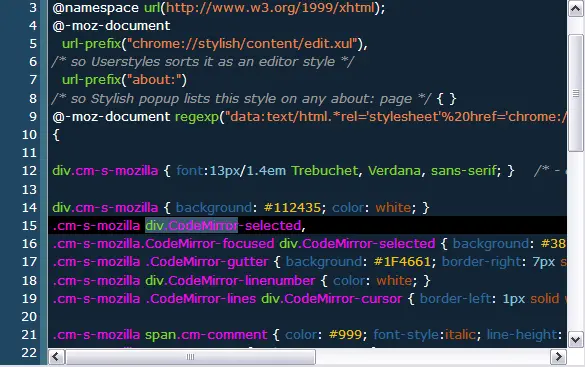 3 @namespace url(http://www.w3.org/1999/xhtml);
4 @-moz-document
5 url-prefix("chrome://stylish/content/edit.xul"),
6 /* so Userstyles sorts it as an editor style */
7 url-prefix("about:")
8 /* so Stylish popup lists this style on any about: page */ { }
9 @-moz-document regexp("data:text/html.*rel='stylesheet'%20href='chrome:/
10 {
11
12 div.cm-s-mozilla { font:13px/1.4em Trebuchet, Verdana, sans-serif; } /* -
13
14 div.cm-s-mozilla { background: #112435; color: white; }
15 .cm-s-mozilla div.CodeMirror-selected,
16 .cm-s-mozilla.CodeMirror-focused div.CodeMirror-selected { background: #38
17 .cm-s-mozilla .CodeMirror-gutter { background: #1F4661; border-right: 7px s
18 .cm-s-mozilla div.CodeMirror-linenumber { color: white; }
19 .cm-s-mozilla .CodeMirror-lines div.CodeMirror-cursor { border-left: 1px solid
20
21 .cm-s-mozilla span.cm-comment { color: #999; font-style:italic; line-height:
22 .cm-s-mozilla